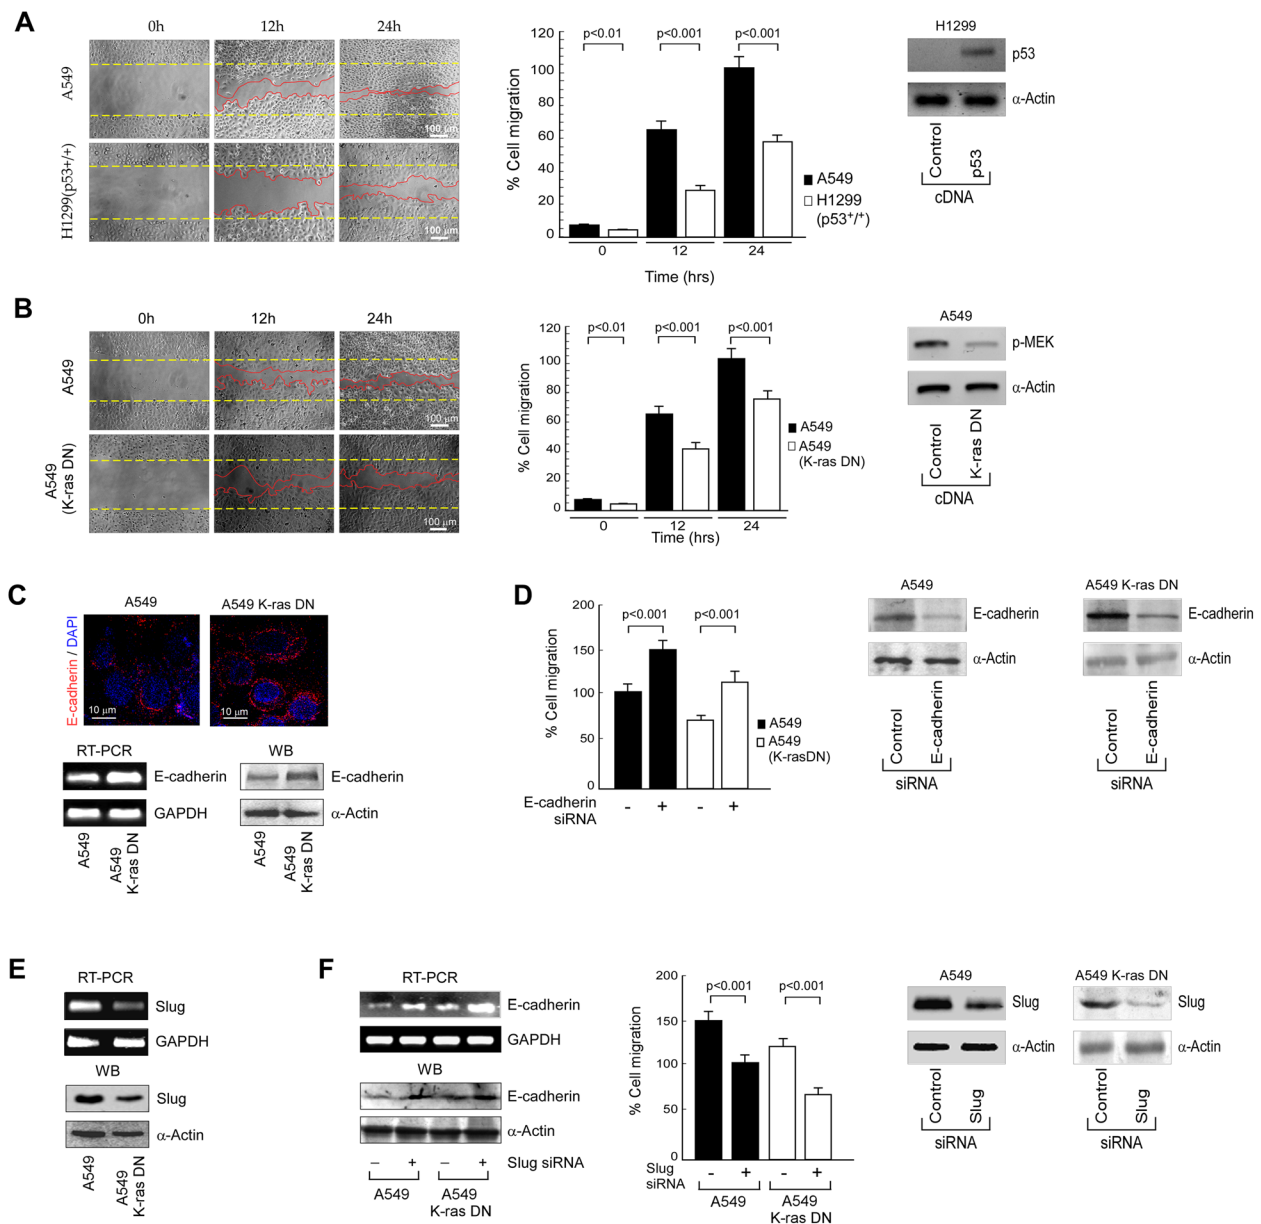 A
0h
12h
24h
A549
H1299(p53+/+)
100 µm
100 µm
120
100
80
60
40
20
0
% Cell migration
p<0.01
p<0.001
p<0.001
0
12
24
Time (hrs)
A549
H1299
(p53+/+)
H1299
p53
α-Actin
Control
p53
cDNA
B
0h
12h
24h
A549
A549
(K-ras DN)
100 µm
100 µm
120
100
80
60
40
20
0
% Cell migration
p<0.01
p<0.001
p<0.001
0
12
24
Time (hrs)
A549
A549
(K-ras DN)
A549
p-MEK
α-Actin
Control
K-ras DN
cDNA
C
A549
A549 K-ras DN
E-cadherin / DAPI
10 µm
10 µm
RT-PCR
E-cadherin
GAPDH
A549
A549
K-ras DN
WB
E-cadherin
α-Actin
A549
A549
K-ras DN
D
200
150
100
50
0
% Cell migration
p<0.001
p<0.001
A549
A549
(K-rasDN)
E-cadherin
siRNA
- + - +
A549
E-cadherin
α-Actin
Control
E-cadherin
siRNA
A549 K-ras DN
E-cadherin
α-Actin
Control
E-cadherin
siRNA
E
RT-PCR
Slug
GAPDH
WB
Slug
α-Actin
A549
A549
K-ras DN
F
RT-PCR
E-cadherin
GAPDH
WB
E-cadherin
α-Actin
– + – + Slug siRNA
A549
A549
K-ras DN
200
150
100
50
0
% Cell migration
p<0.001
p<0.001
Slug
siRNA
- + - +
A549
A549
K-ras DN
A549
Slug
α-Actin
Control
Slug
siRNA
A549 K-ras DN
Slug
α-Actin
Control
Slug
siRNA